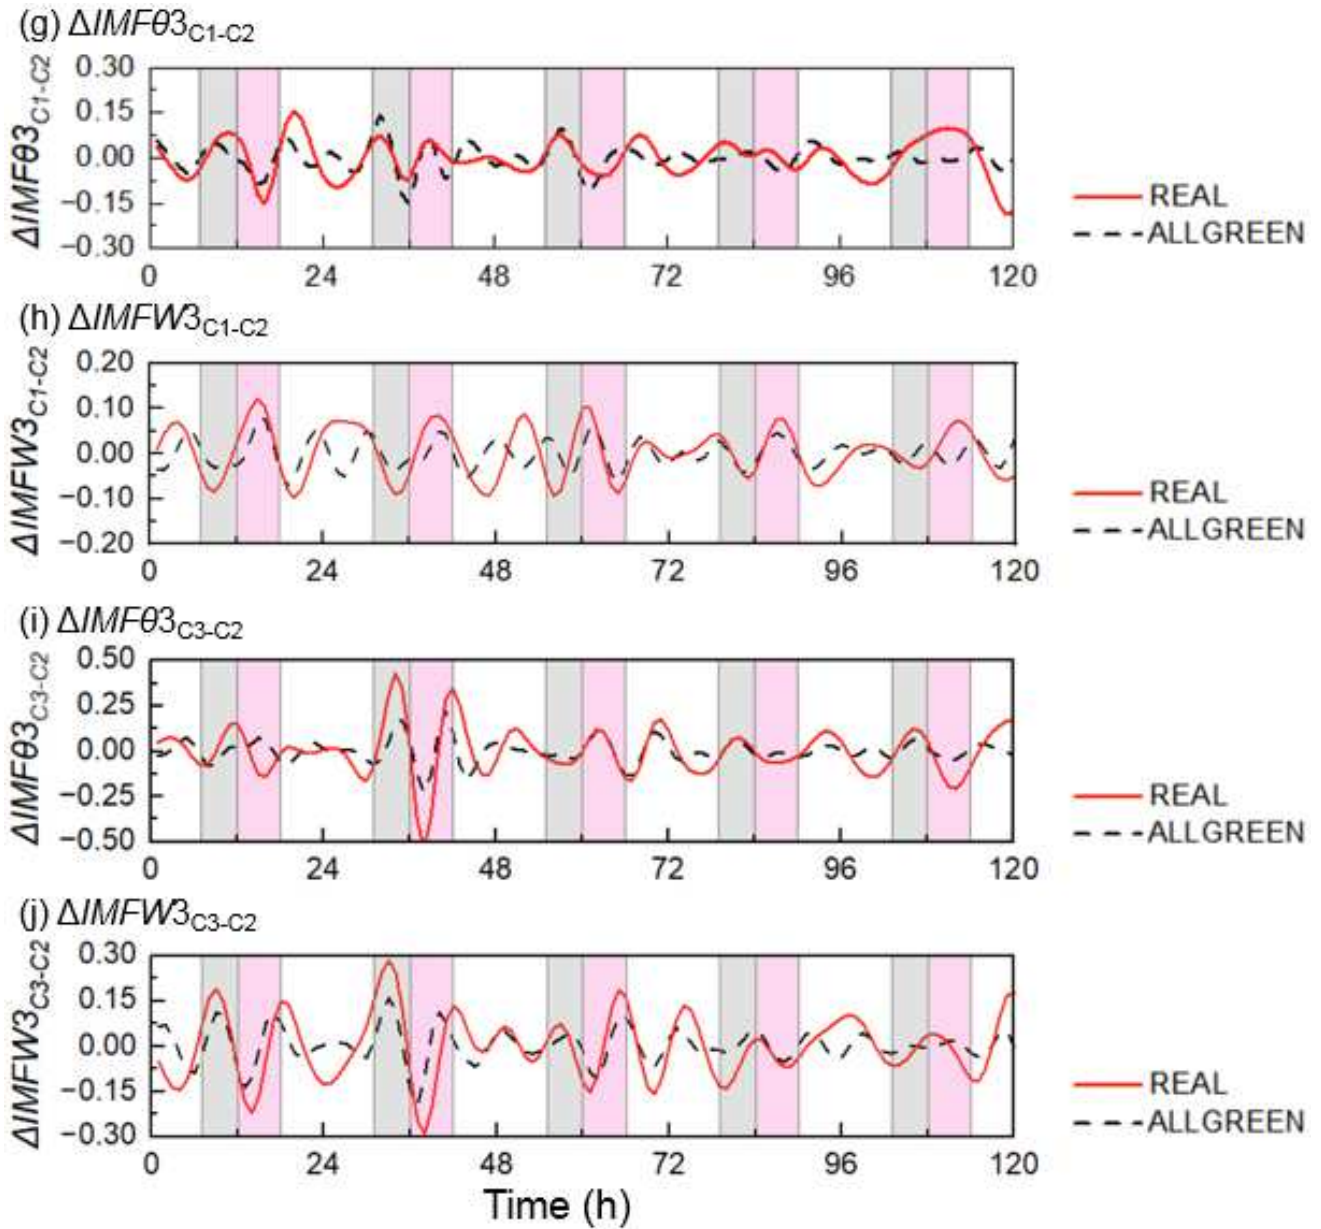 (g) ΔIMFθ3C1-C2
ΔIMFθ3C1-C2
0.30
0.15
0.00
−0.15
−0.30
0 24 48 72 96 120
REAL
ALLGREEN
(h) ΔIMFW3C1-C2
ΔIMFW3C1-C2
0.20
0.10
0.00
−0.10
−0.20
0 24 48 72 96 120
REAL
ALLGREEN
(i) ΔIMFθ3C3-C2
ΔIMFθ3C3-C2
0.50
0.25
0.00
−0.25
−0.50
0 24 48 72 96 120
REAL
ALLGREEN
(j) ΔIMFW3C3-C2
ΔIMFW3C3-C2
0.30
0.15
0.00
−0.15
−0.30
0 24 48 72 96 120
REAL
ALLGREEN
Time (h)